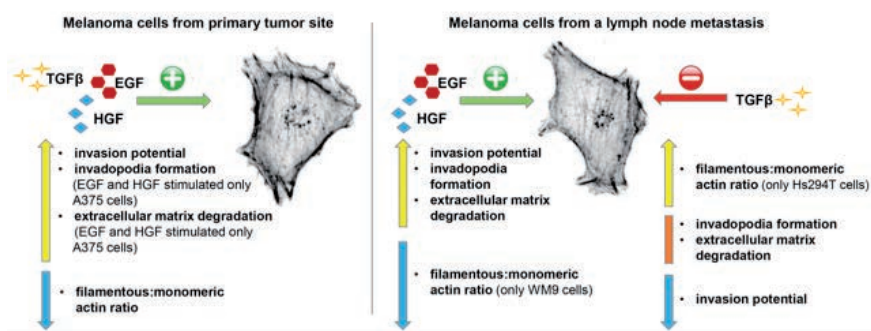 Melanoma cells from primary tumor site
TGFβ
EGF
HGF
• invasion potential
• invadopodia formation
(EGF and HGF stimulated only
A375 cells)
• extracellular matrix degradation
(EGF and HGF stimulated only
A375 cells)
• filamentous:monomeric
actin ratio
Melanoma cells from a lymph node metastasis
EGF
HGF
TGFβ
• invasion potential
• invadopodia
formation
• extracellular matrix
degradation
• filamentous:monomeric
actin ratio (only WM9 cells)
• filamentous:monomeric
actin ratio (only Hs294T cells)
• invadopodia formation
• extracellular matrix
degradation
• invasion potential